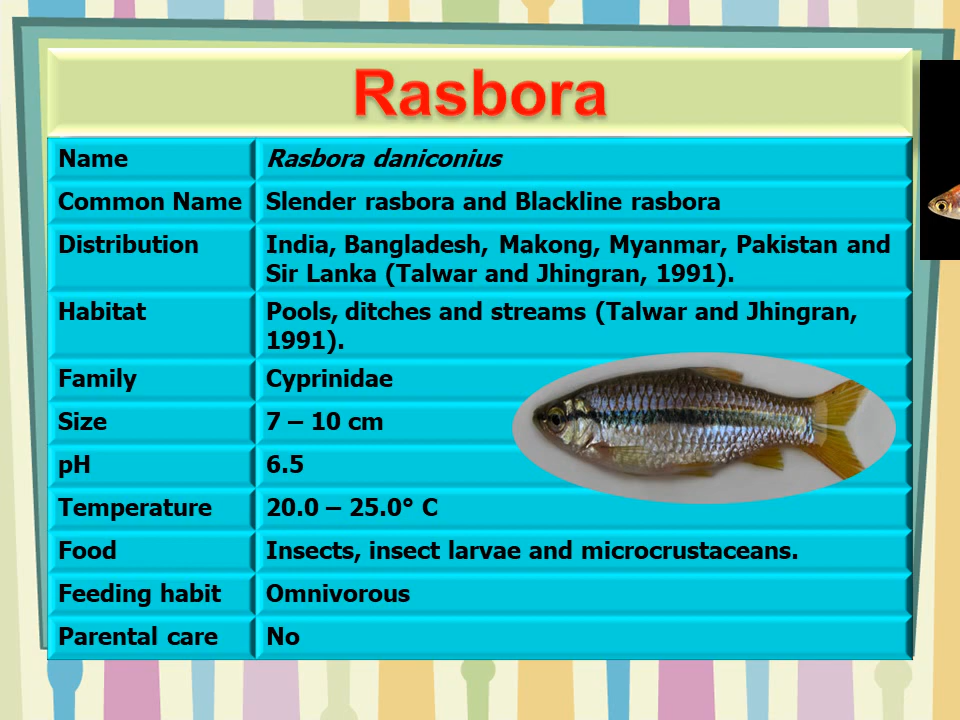 Rasbora
Name Rasbora daniconius
Common Name Slender rasbora and Blackline rasbora
Distribution India, Bangladesh, Makong, Myanmar, Pakistan and
Sir Lanka (Talwar and Jhingran, 1991).
Habitat Pools, ditches and streams (Talwar and Jhingran,
1991).
Family Cyprinidae
Size 7 – 10 cm
pH 6.5
Temperature 20.0 – 25.0° C
Food Insects, insect larvae and microcrustaceans.
Feeding habit Omnivorous
Parental care No